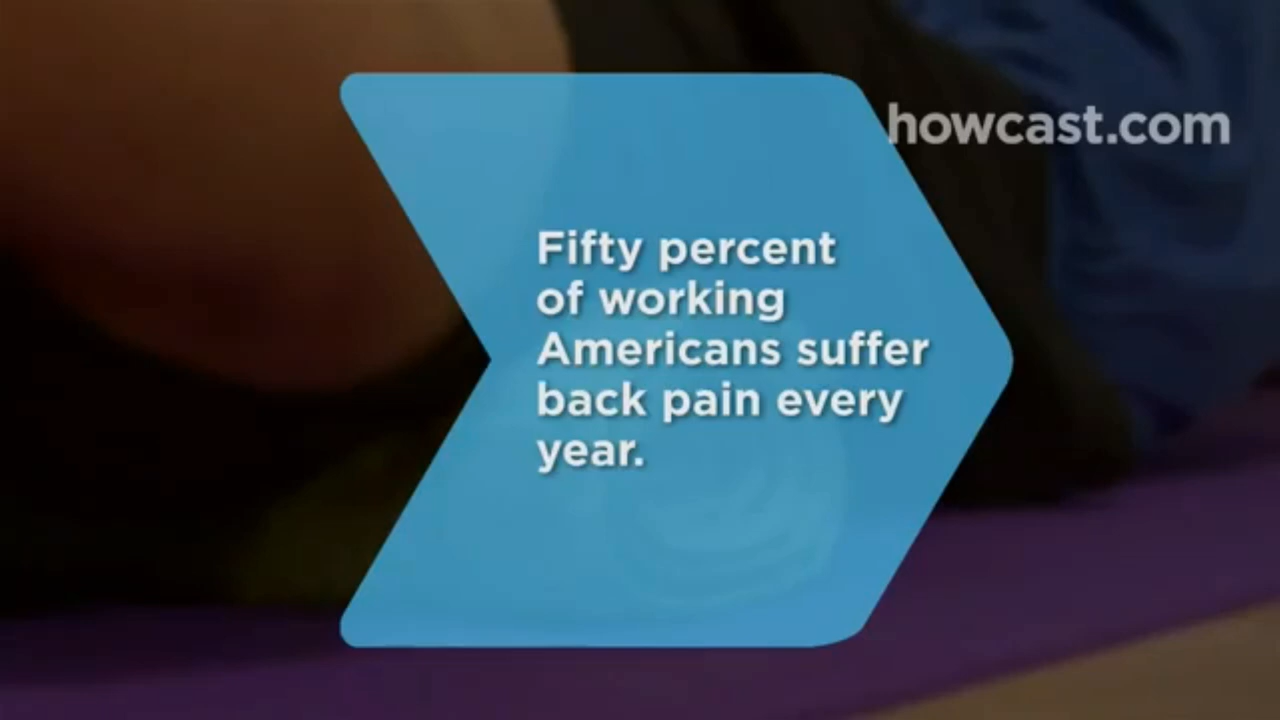 howcast.com
Fifty percent
of working
Americans suffer
back pain every
year.